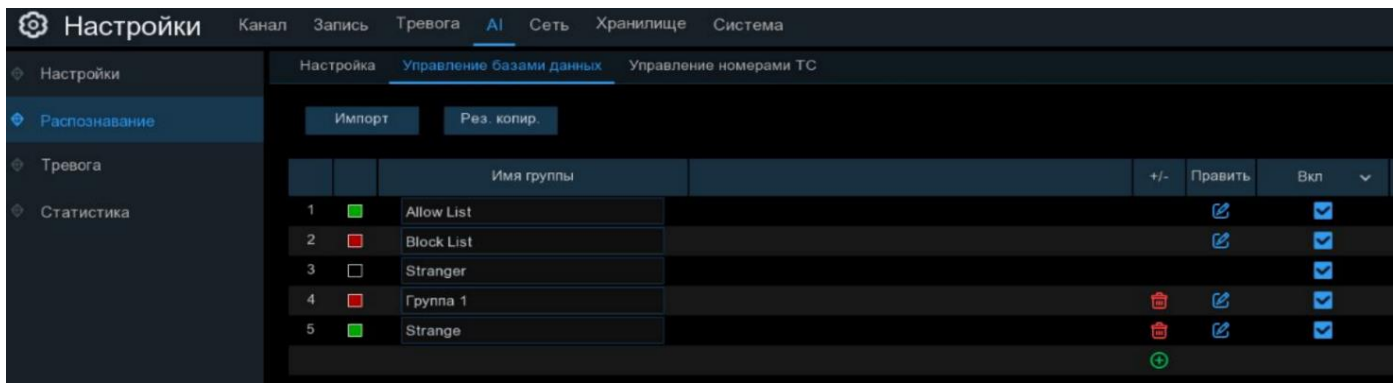 Настройки Канал Запись Тревога AI Сеть Хранилище Система
Настройки
Распознавание
Тревога
Статистика
Настройка Управление базами данных Управление номерами ТС
Импорт Рез. копир.
Имя группы +/- Править Вкл
1 Allow List
2 Block List
3 Stranger
4 Группа 1
5 Strange